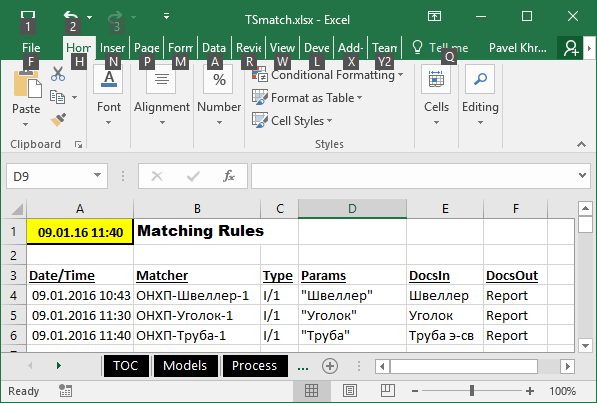 TSmatch.xlsx - Excel
1 2 3
File Hom Inser Page Form Data Revie View Deve Add- Team Tell me Pavel Khr...
F H N P M A R W L X Y2 Q
Paste
Clipboard
Font
Alignment
Number
Conditional Formatting
Format as Table
Cell Styles
Styles
Cells
Editing
D9 fx
A B C D E F
1 09.01.16 11:40 Matching Rules
2
3 Date/Time Matcher Type Params DocsIn DocsOut
4 09.01.2016 10:43 ОНХП-Швеллер-1 I/1 "Швеллер" Швеллер Report
5 09.01.2016 11:30 ОНХП-Уголок-1 I/1 "Уголок" Уголок Report
6 09.01.2016 11:40 ОНХП-Труба-1 I/1 "Труба" Труба э-св Report
TOC Models Process ...
Ready 100%